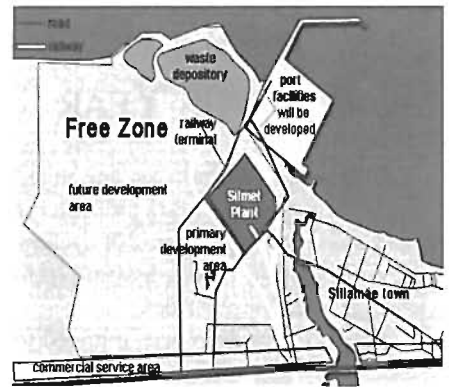 road
railway
waste
depository
port
facilities
will be
developed
railway
terminal
Free Zone
future development
area
Silmet
Plant
primary
development
area
Sillamäe town
commercial service area